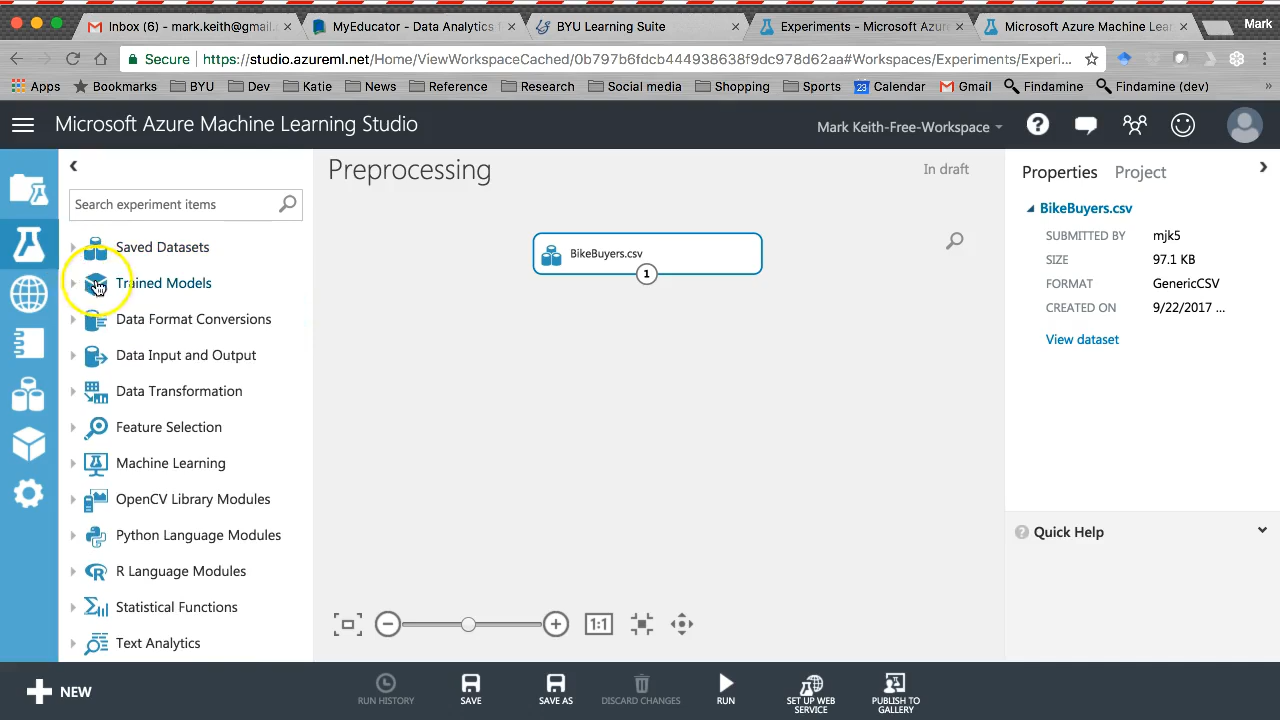 Inbox (6) - mark.keith@gmail.
MyEducator - Data Analytics f
BYU Learning Suite
Experiments - Microsoft Azure
Microsoft Azure Machine Lear
Mark
Secure
https://studio.azureml.net/Home/ViewWorkspaceCached/0b797b6fdcb444938638f9dc978d62aa#Workspaces/Experiments/Experi...
Apps
Bookmarks
BYU
Dev
Katie
News
Reference
Research
Social media
Shopping
Sports
23
Calendar
Gmail
Findamine
Findamine (dev)
»
Microsoft Azure Machine Learning Studio
Mark Keith-Free-Workspace
?
Preprocessing
In draft
Properties
Project
Search experiment items
BikeBuyers.csv
SUBMITTED BY mjk5
SIZE 97.1 KB
FORMAT GenericCSV
CREATED ON 9/22/2017 ...
View dataset
Saved Datasets
Trained Models
Data Format Conversions
Data Input and Output
Data Transformation
Feature Selection
Machine Learning
OpenCV Library Modules
Python Language Modules
R Language Modules
Statistical Functions
Text Analytics
BikeBuyers.csv
1
? Quick Help
1:1
NEW
RUN HISTORY
SAVE
SAVE AS
DISCARD CHANGES
RUN
SET UP WEB
SERVICE
PUBLISH TO
GALLERY